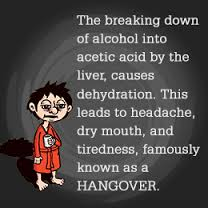 The breaking down
of alcohol into
acetic acid by the
liver, causes
dehydration. This
leads to headache,
dry mouth, and
tiredness, famously
known as a
HANGOVER.